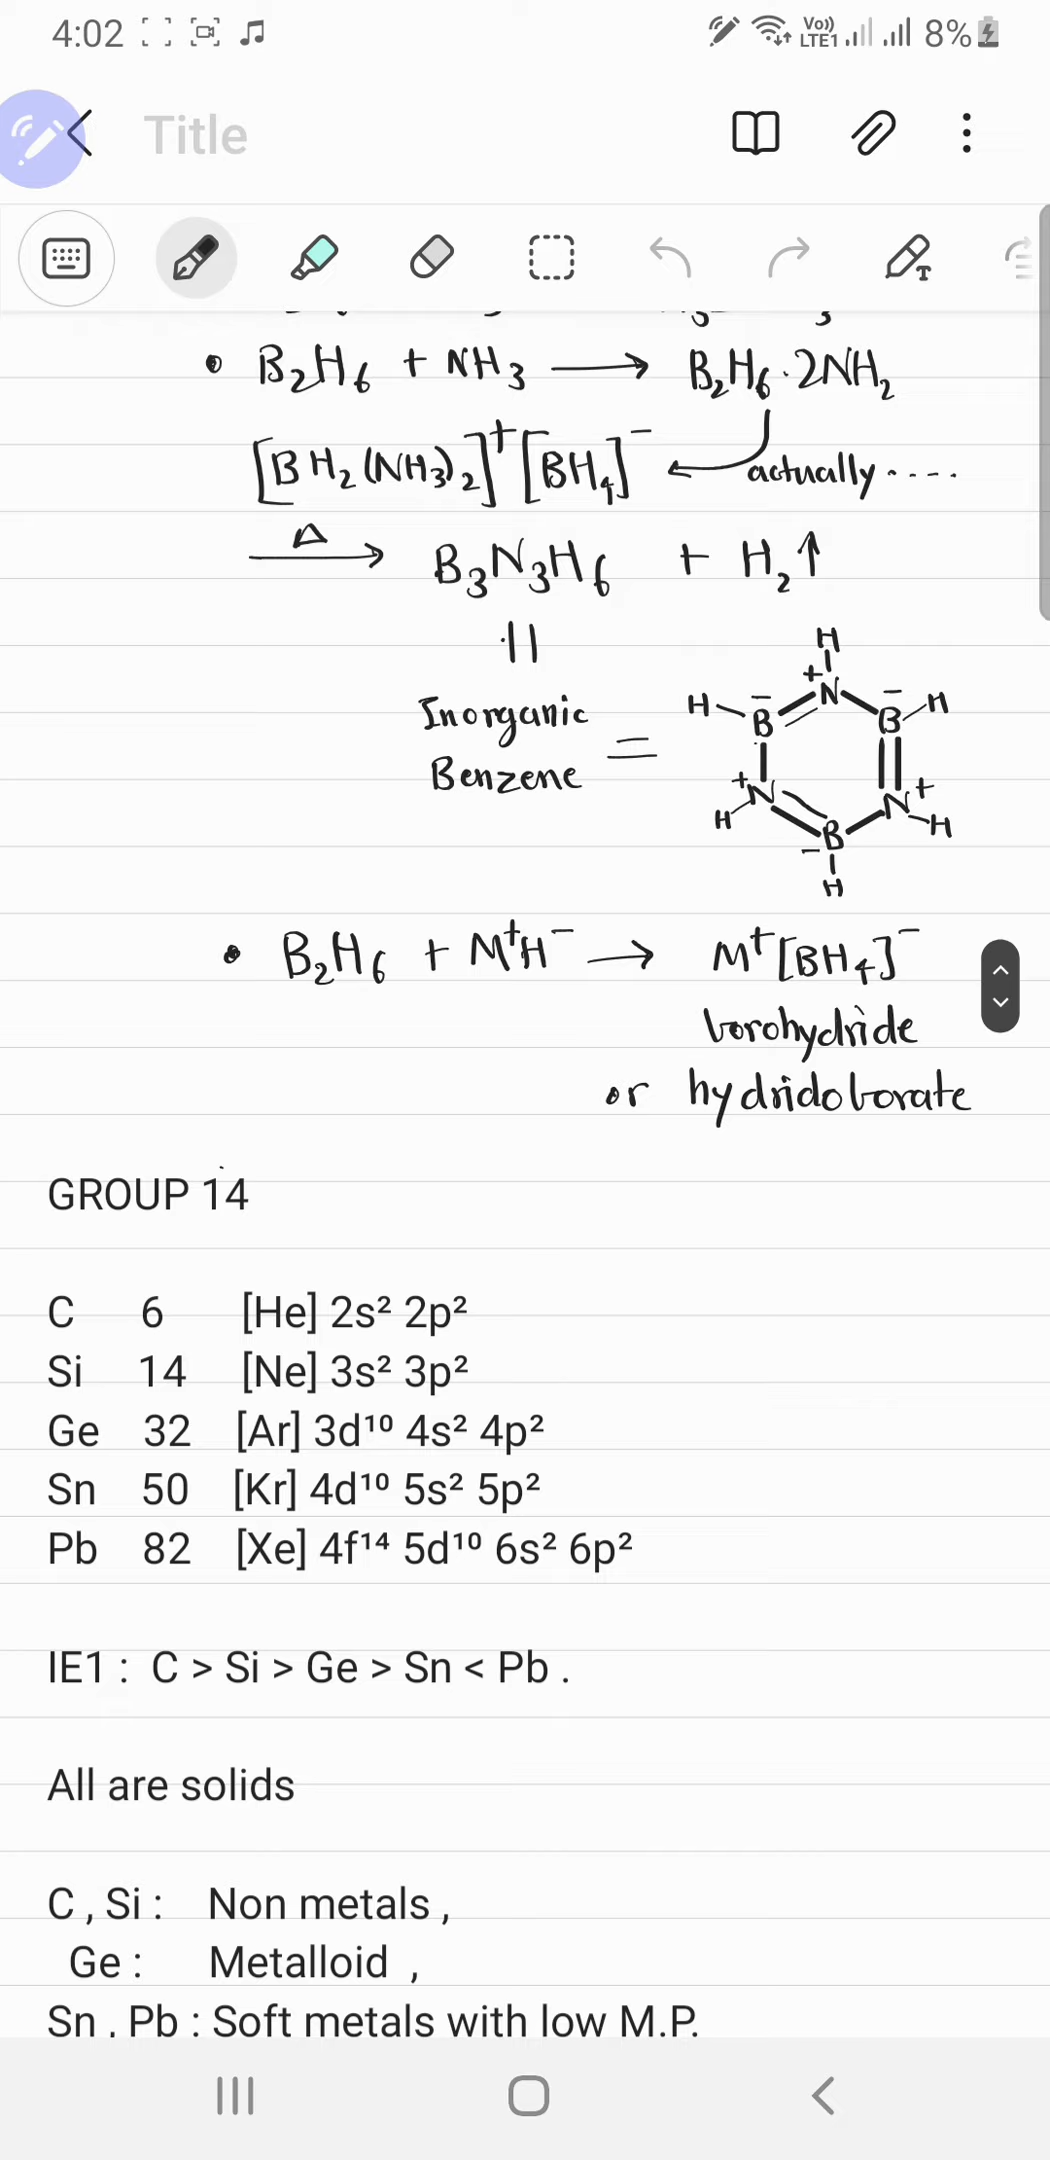 4:02 Vo)) LTE1 8%
Title
• B₂H₆ + NH₃ ⟶ B₂H₆·2NH₂
[BH₂(NH₃)₂]⁺[BH₄]⁻ ← actually ....
Δ → B₃N₃H₆ + H₂↑
||
Inorganic
Benzene =
H
H B⁻ N⁺ B⁻ H
H N⁺ B⁻ N⁺ H
H
• B₂H₆ + M⁺H⁻ ⟶ M⁺[BH₄]⁻
borohydride
or hydridoborate
GROUP 14
C 6 [He] 2s² 2p²
Si 14 [Ne] 3s² 3p²
Ge 32 [Ar] 3d¹⁰ 4s² 4p²
Sn 50 [Kr] 4d¹⁰ 5s² 5p²
Pb 82 [Xe] 4f¹⁴ 5d¹⁰ 6s² 6p²
IE1 : C > Si > Ge > Sn < Pb .
All are solids
C , Si : Non metals ,
Ge : Metalloid ,
Sn , Pb : Soft metals with low M.P.